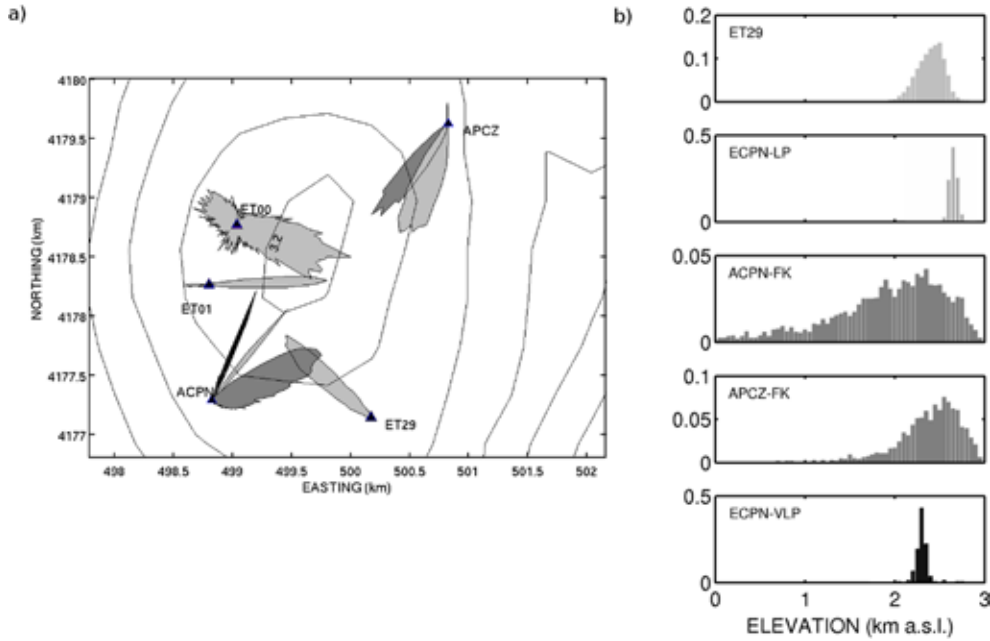 a)
b)
4180
4179.5
4179
4178.5
4178
4177.5
4177
NORTHING (km)
APCZ
ET00
3.2
ET01
ACPN
ET29
498
498.5
499
499.5
500
500.5
501
501.5
502
EASTING (km)
0.2
0.1
0
ET29
0.5
0
ECPN-LP
0.05
0
ACPN-FK
0.1
0.05
0
APCZ-FK
0.5
0
ECPN-VLP
0
1
2
3
ELEVATION (km a.s.l.)